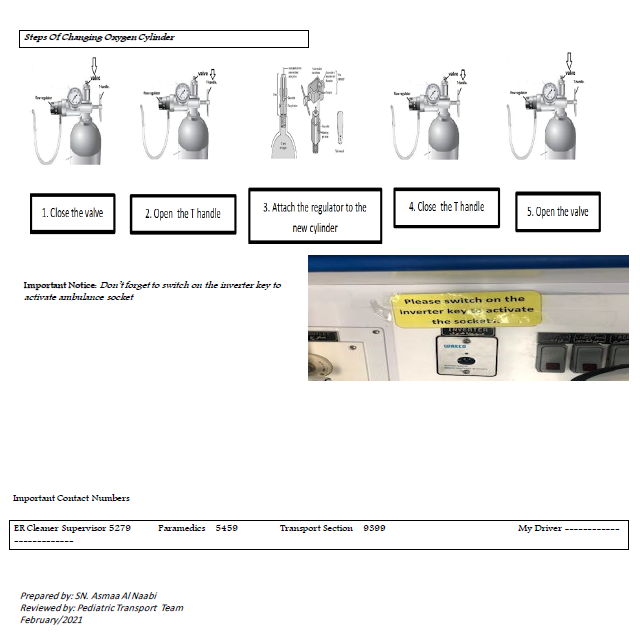 Steps Of Changing Oxygen Cylinder
valve
valve
valve
valve
T-handle
T-handle
T-handle
T-handle
flow regulator
flow regulator
flow regulator
flow regulator
1. Close the valve
2. Open the T handle
3. Attach the regulator to the
new cylinder
4. Close the T handle
5. Open the valve
Important Notice: Don't forget to switch on the inverter key to
activate ambulance socket
Please switch on the
inverter key to activate
the socket
INVERTER
Important Contact Numbers
ER Cleaner Supervisor 5279 Paramedics 5459 Transport Section 9399 My Driver ------------
-------------
Prepared by: SN. Asmaa Al Naabi
Reviewed by: Pediatric Transport Team
February/2021